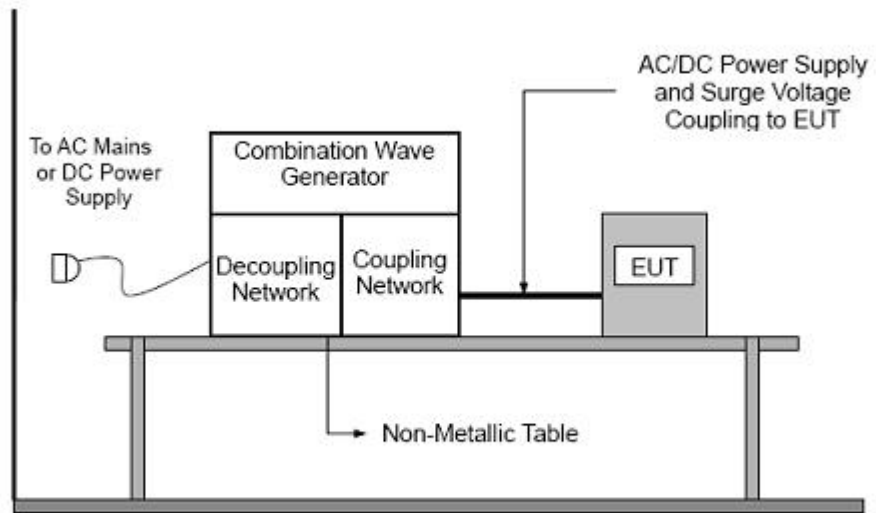 AC/DC Power Supply
and Surge Voltage
Coupling to EUT
To AC Mains
or DC Power
Supply
Combination Wave
Generator
Decoupling
Network
Coupling
Network
EUT
Non-Metallic Table